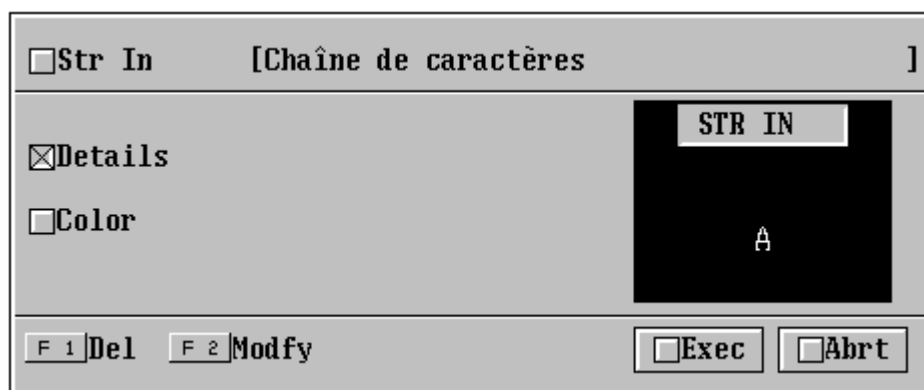 Str In [Chaîne de caractères ]
STR IN
Details
Color
A
F 1 Del F 2 Modfy Exec Abrt